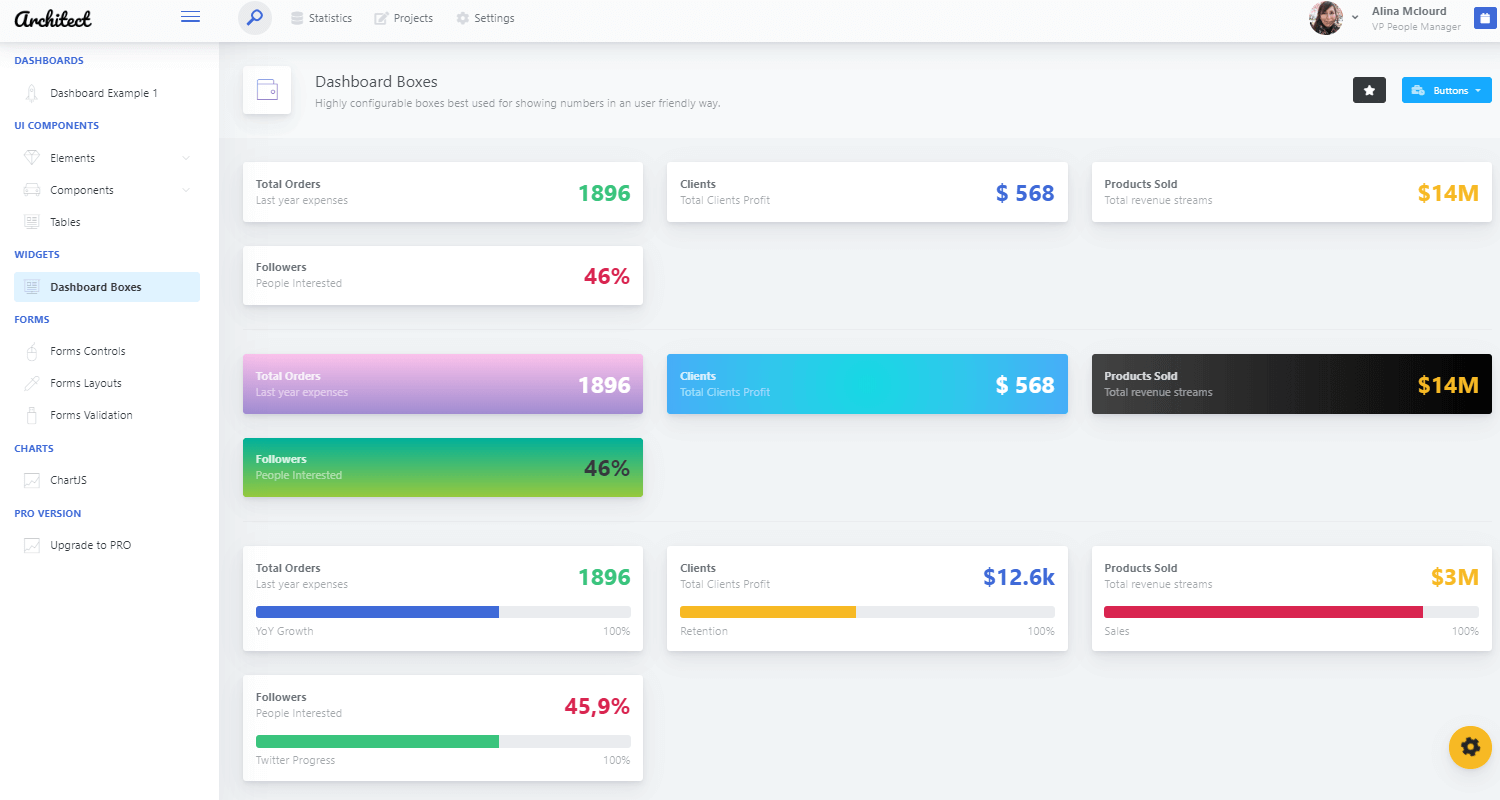 Architect
Statistics
Projects
Settings
Alina Mclourd
VP People Manager
DASHBOARDS
Dashboard Example 1
UI COMPONENTS
Elements
Components
Tables
WIDGETS
Dashboard Boxes
FORMS
Forms Controls
Forms Layouts
Forms Validation
CHARTS
ChartJS
PRO VERSION
Upgrade to PRO
Dashboard Boxes
Highly configurable boxes best used for showing numbers in an user friendly way.
Buttons
Total Orders
Last year expenses
1896
Clients
Total Clients Profit
$ 568
Products Sold
Total revenue streams
$14M
Followers
People Interested
46%
Total Orders
Last year expenses
1896
Clients
Total Clients Profit
$ 568
Products Sold
Total revenue streams
$14M
Followers
People Interested
46%
Total Orders
Last year expenses
1896
YoY Growth
100%
Clients
Total Clients Profit
$12.6k
Retention
100%
Products Sold
Total revenue streams
$3M
Sales
100%
Followers
People Interested
45,9%
Twitter Progress
100%